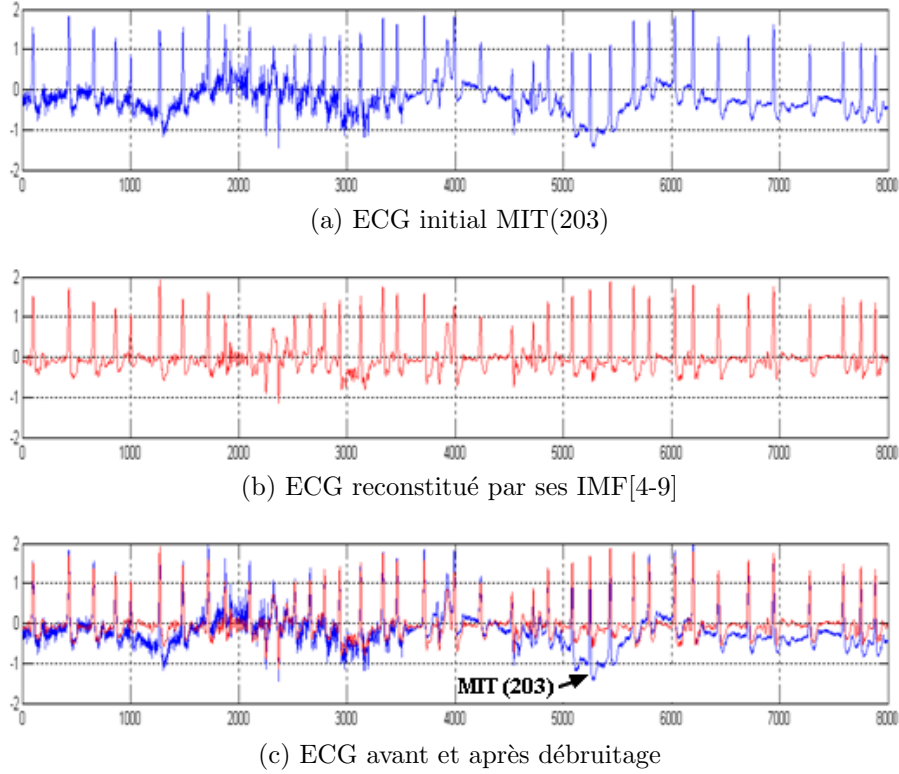 2
1
0
-1
-2
0 1000 2000 3000 4000 5000 6000 7000 8000
(a) ECG initial MIT(203)
2
1
0
-1
-2
0 1000 2000 3000 4000 5000 6000 7000 8000
(b) ECG reconstitué par ses IMF[4-9]
2
1
0
-1
-2
MIT (203)
0 1000 2000 3000 4000 5000 6000 7000 8000
(c) ECG avant et après débruitage